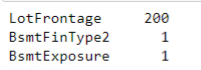 LotFrontage 200
BsmtFinType2 1
BsmtExposure 1